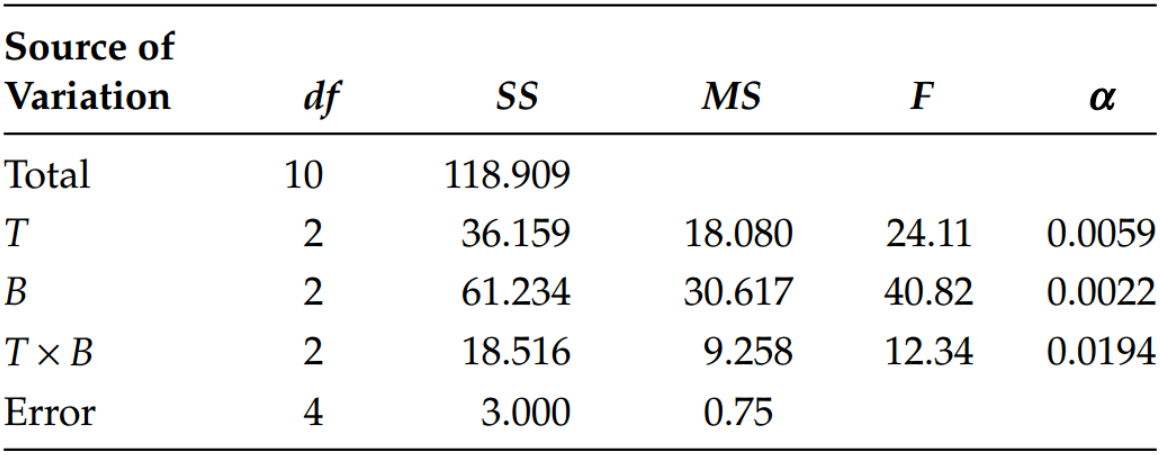 Source of
Variation df SS MS F α
Total 10 118.909
T 2 36.159 18.080 24.11 0.0059
B 2 61.234 30.617 40.82 0.0022
T × B 2 18.516 9.258 12.34 0.0194
Error 4 3.000 0.75